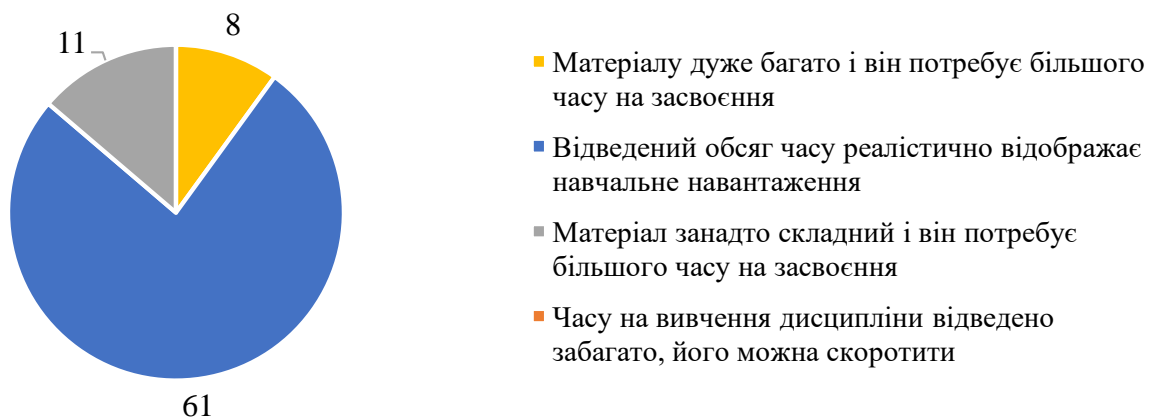 8
11
61
Матеріалу дуже багато і він потребує більшого
часу на засвоєння
Відведений обсяг часу реалістично відображає
навчальне навантаження
Матеріал занадто складний і він потребує
більшого часу на засвоєння
Часу на вивчення дисципліни відведено
забагато, його можна скоротити